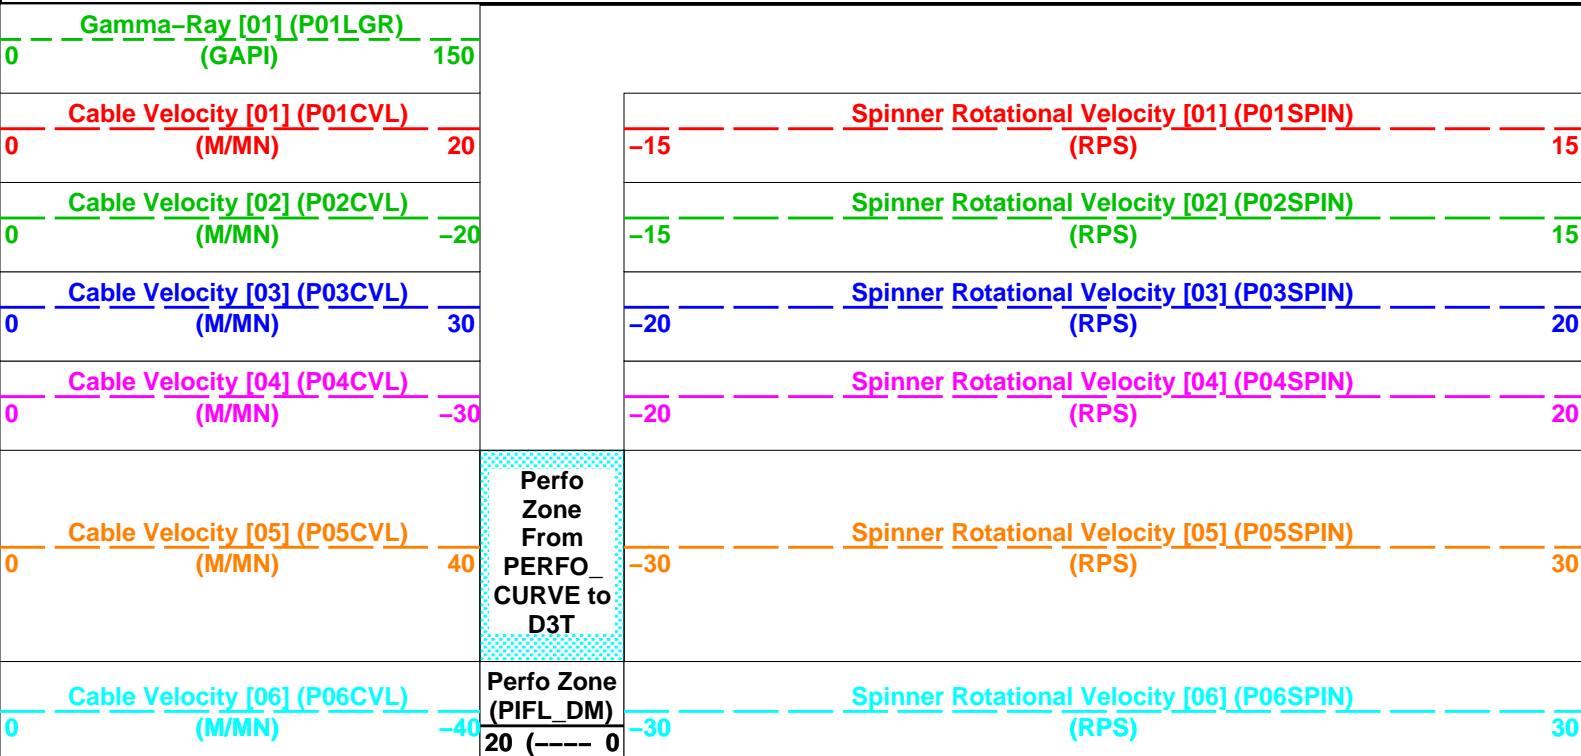 Gamma−Ray [01] (P01LGR)
0 (GAPI) 150
Cable Velocity [01] (P01CVL)
0 (M/MN) 20
Spinner Rotational Velocity [01] (P01SPIN)
−15 (RPS) 15
Cable Velocity [02] (P02CVL)
0 (M/MN) −20
Spinner Rotational Velocity [02] (P02SPIN)
−15 (RPS) 15
Cable Velocity [03] (P03CVL)
0 (M/MN) 30
Spinner Rotational Velocity [03] (P03SPIN)
−20 (RPS) 20
Cable Velocity [04] (P04CVL)
0 (M/MN) −30
Spinner Rotational Velocity [04] (P04SPIN)
−20 (RPS) 20
Cable Velocity [05] (P05CVL)
0 (M/MN) 40
Perfo
Zone
From
PERFO_
CURVE to
D3T
Spinner Rotational Velocity [05] (P05SPIN)
−30 (RPS) 30
Cable Velocity [06] (P06CVL)
0 (M/MN) −40
Perfo Zone
(PIFL_DM)
20 (−−−− 0
Spinner Rotational Velocity [06] (P06SPIN)
−30 (RPS) 30